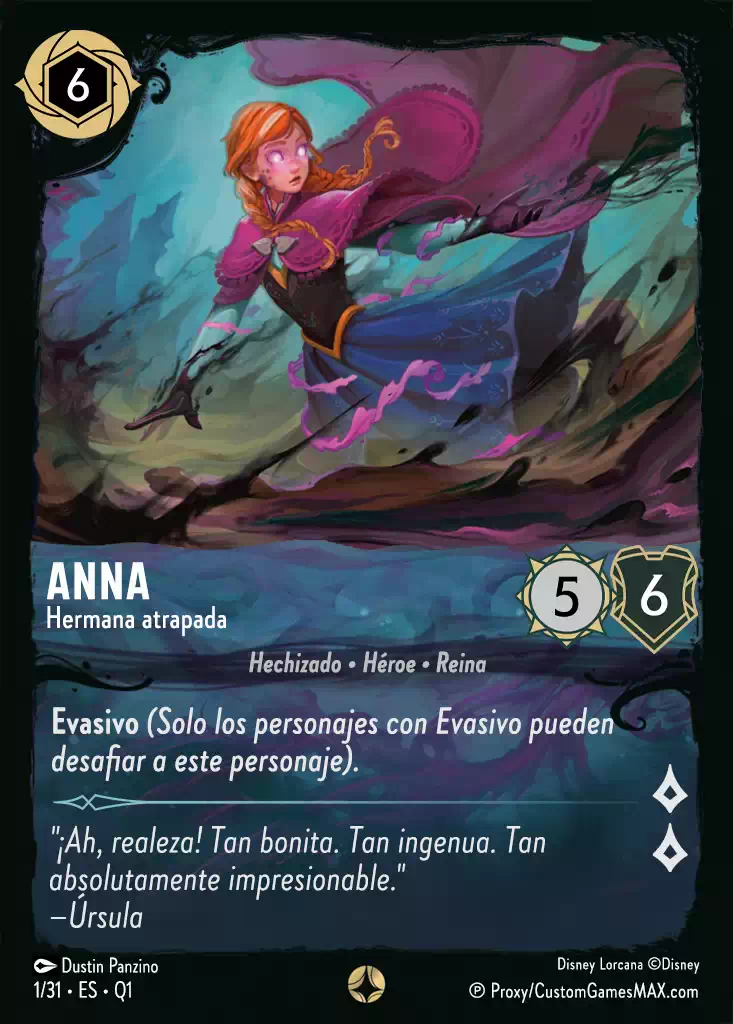 6
ANNA
Hermana atrapada
5
6
Hechizado • Héroe • Reina
Evasivo (Solo los personajes con Evasivo pueden
desafiar a este personaje).
"¡Ah, realeza! Tan bonita. Tan ingenua. Tan
absolutamente impresionable."
—Úrsula
Dustin Panzino
Disney Lorcana ©Disney
1/31 • ES • Q1
Ⓟ Proxy/CustomGamesMAX.com